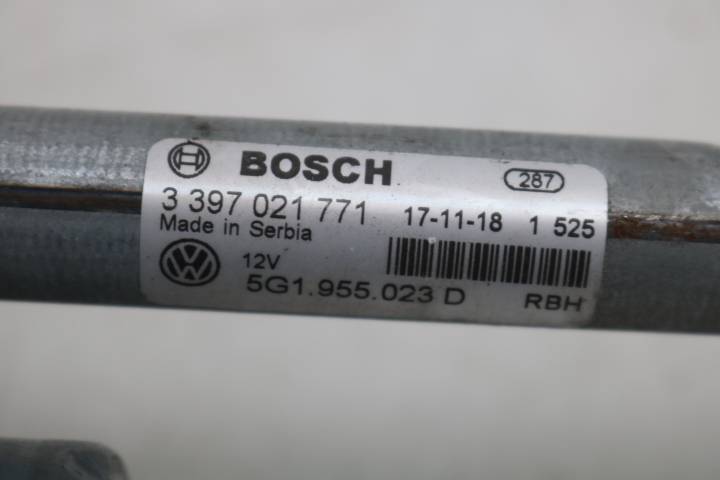 BOSCH 287
3 397 021 771 17-11-18 1 525
Made in Serbia
12V
5G1.955.023 D RBH